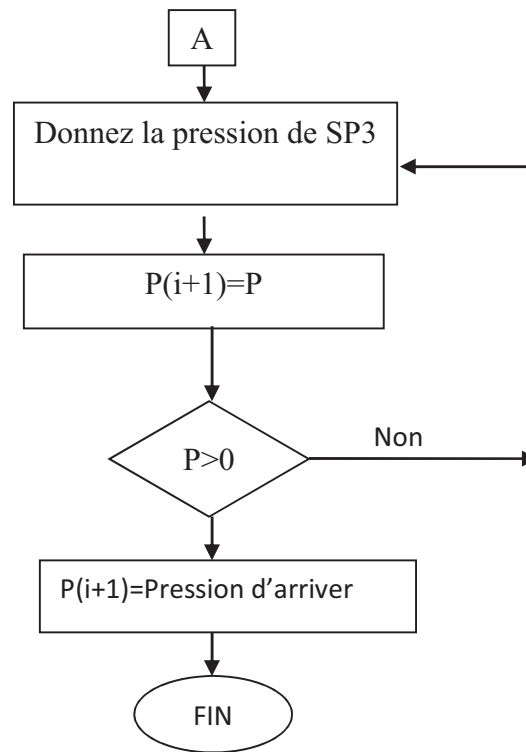 A
Donnez la pression de SP3
P(i+1)=P
P>0
Non
P(i+1)=Pression d’arriver
FIN